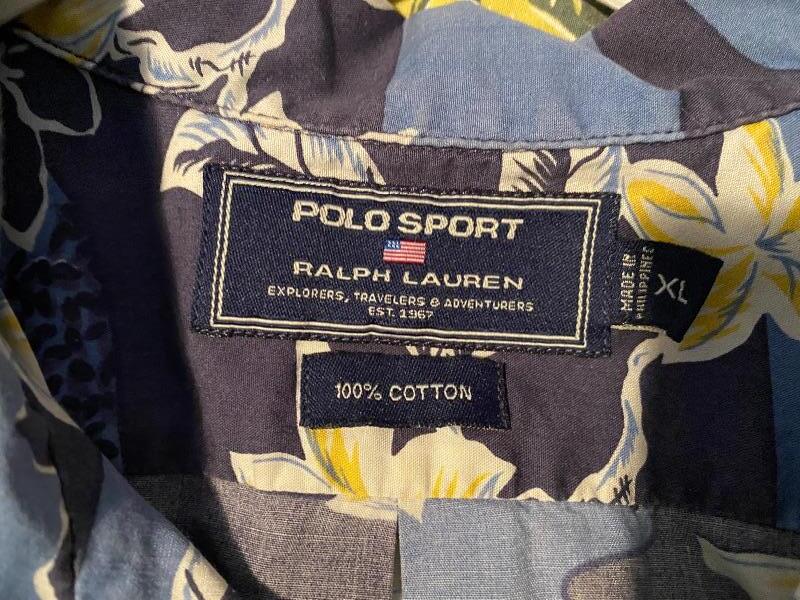 POLO SPORT
RALPH LAUREN
EXPLORERS, TRAVELERS & ADVENTURERS
EST. 1967
MADE IN
PHILIPPINES
XL
100% COTTON